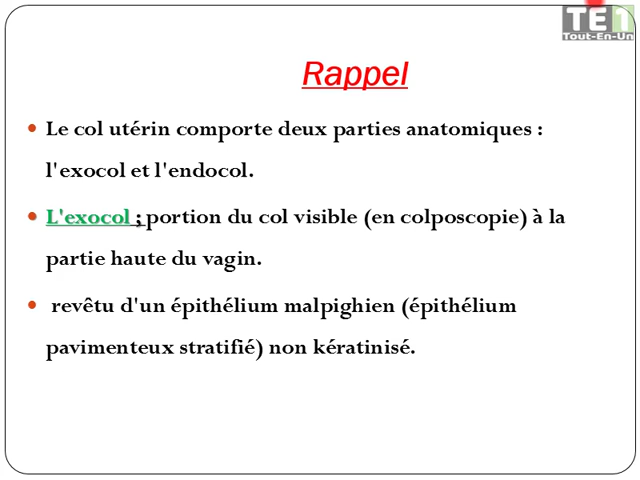 TE1
Tout-En-Un
Rappel
• Le col utérin comporte deux parties anatomiques :
l'exocol et l'endocol.
• L'exocol ; portion du col visible (en colposcopie) à la
partie haute du vagin.
• revêtu d'un épithélium malpighien (épithélium
pavimenteux stratifié) non kératinisé.